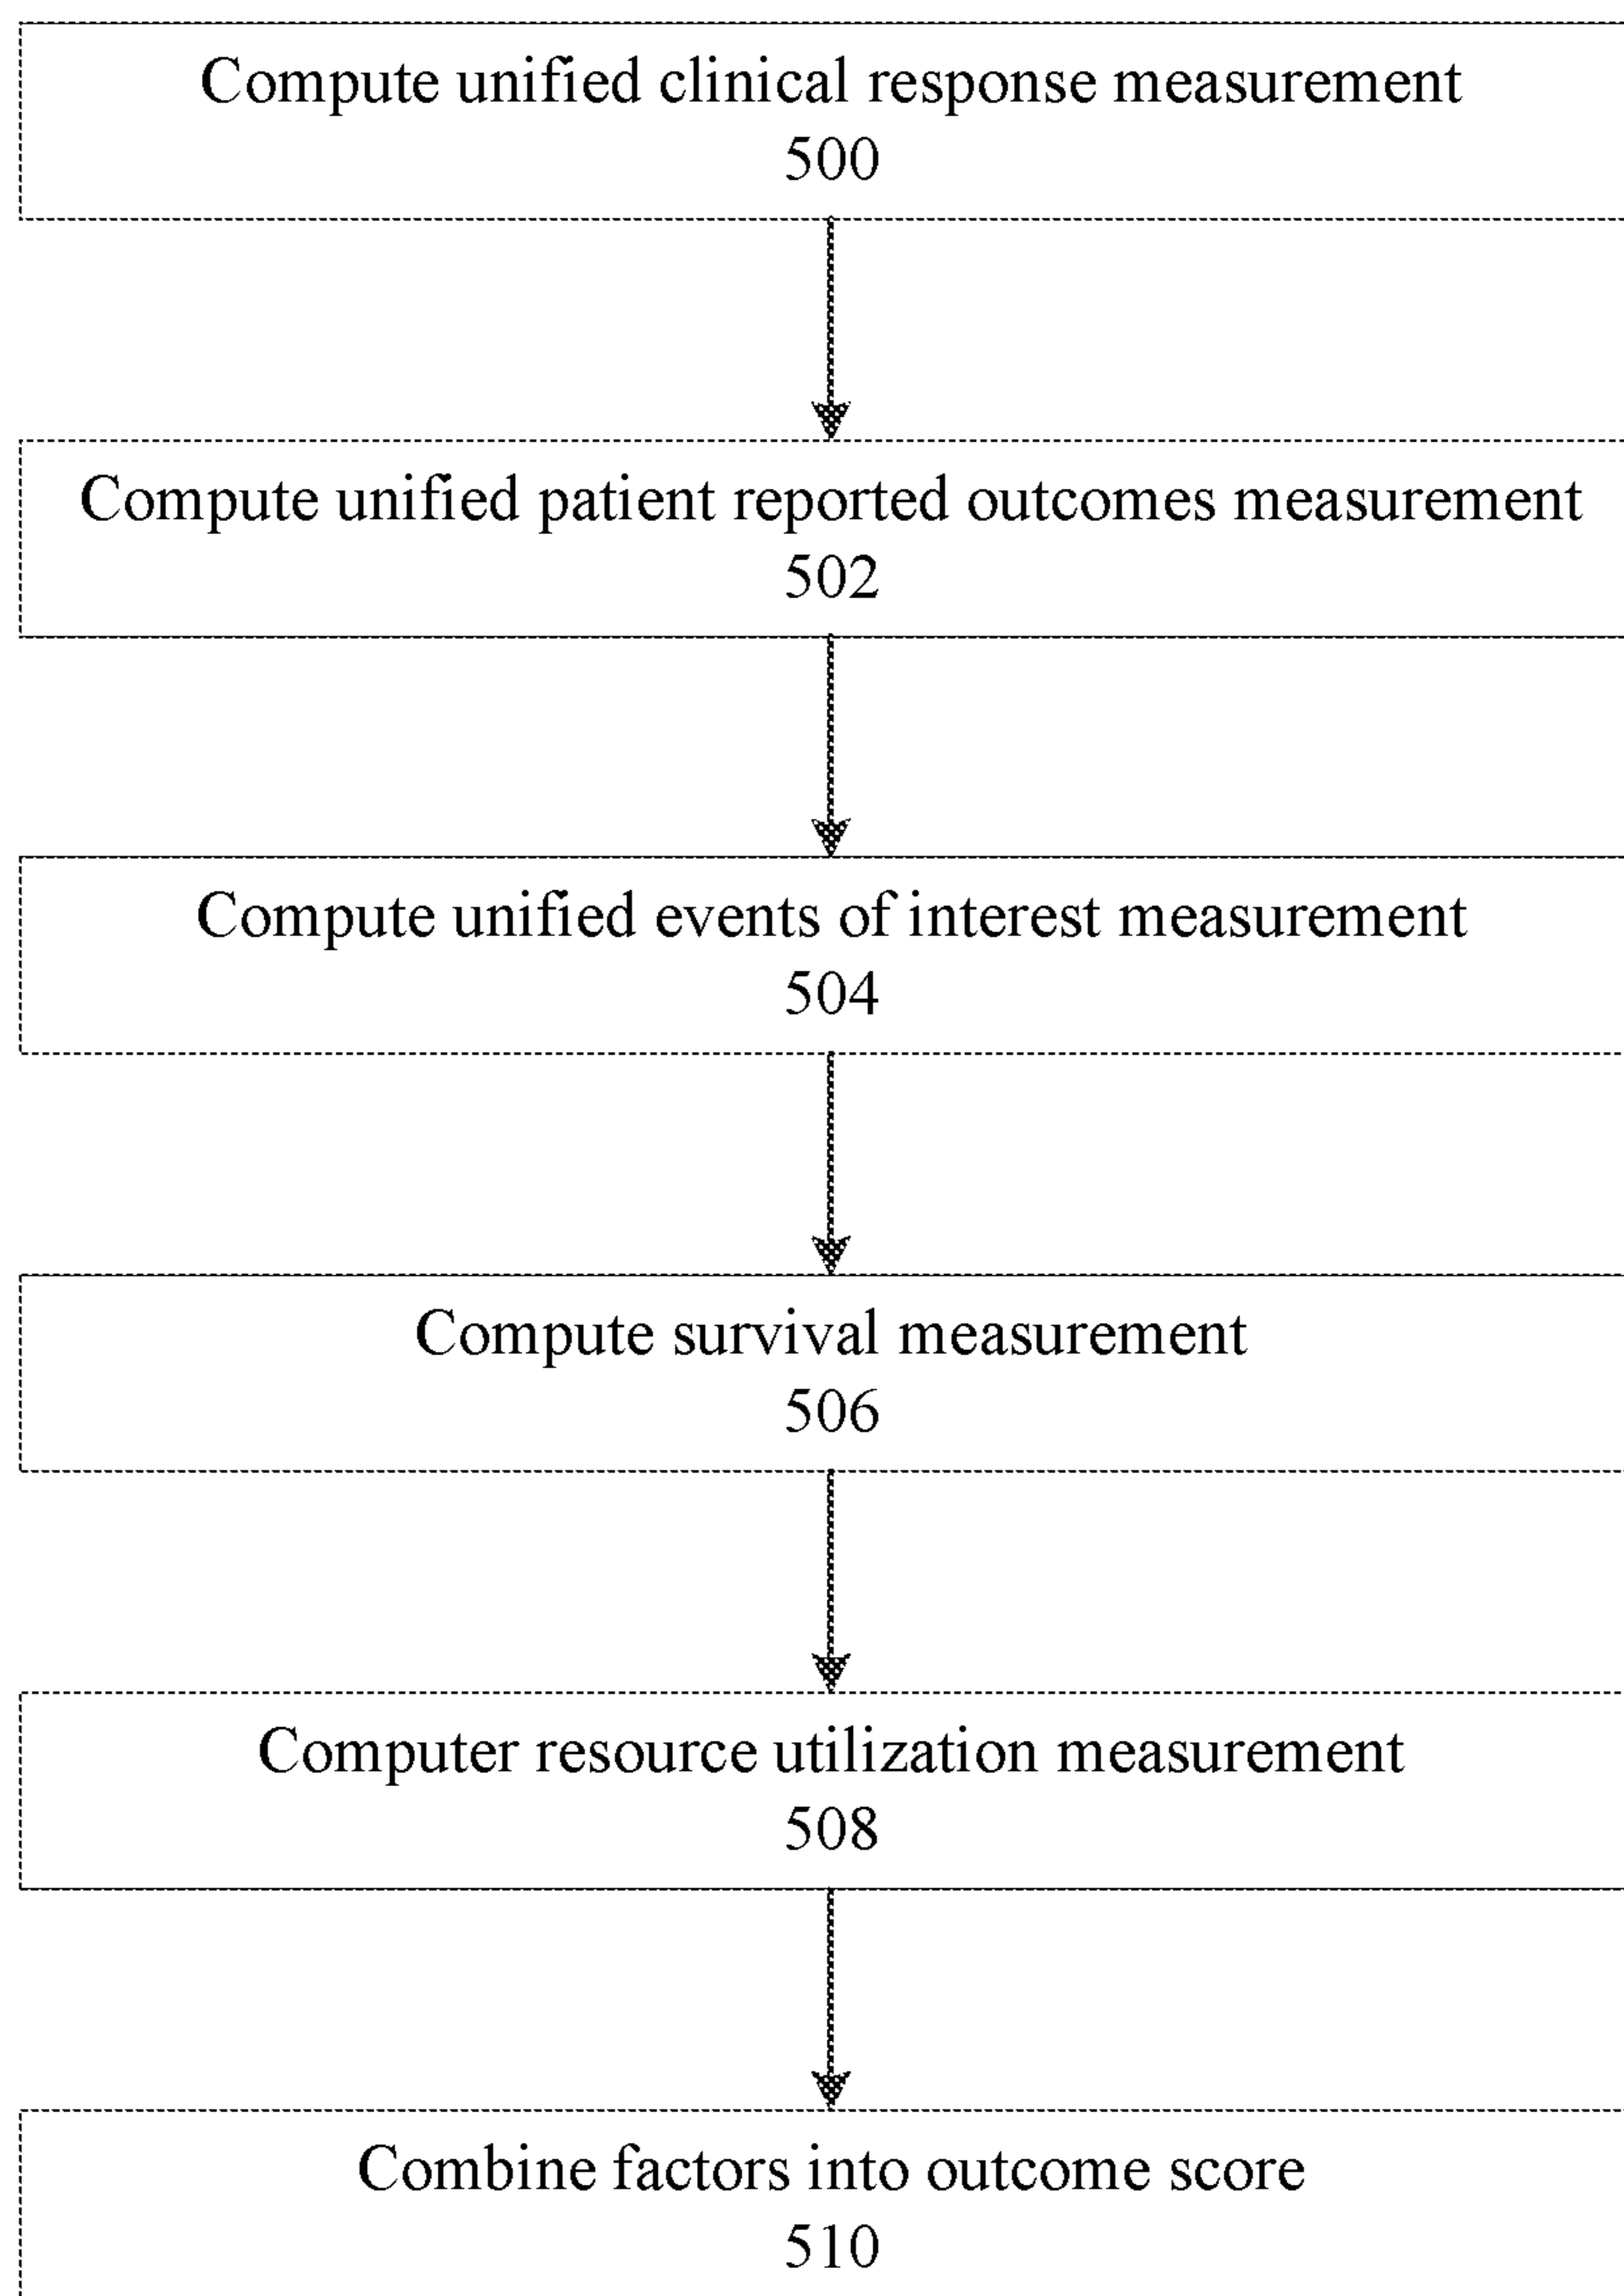 Compute unified clinical response measurement
500
Compute unified patient reported outcomes measurement
502
Compute unified events of interest measurement
504
Compute survival measurement
506
Computer resource utilization measurement
508
Combine factors into outcome score
510